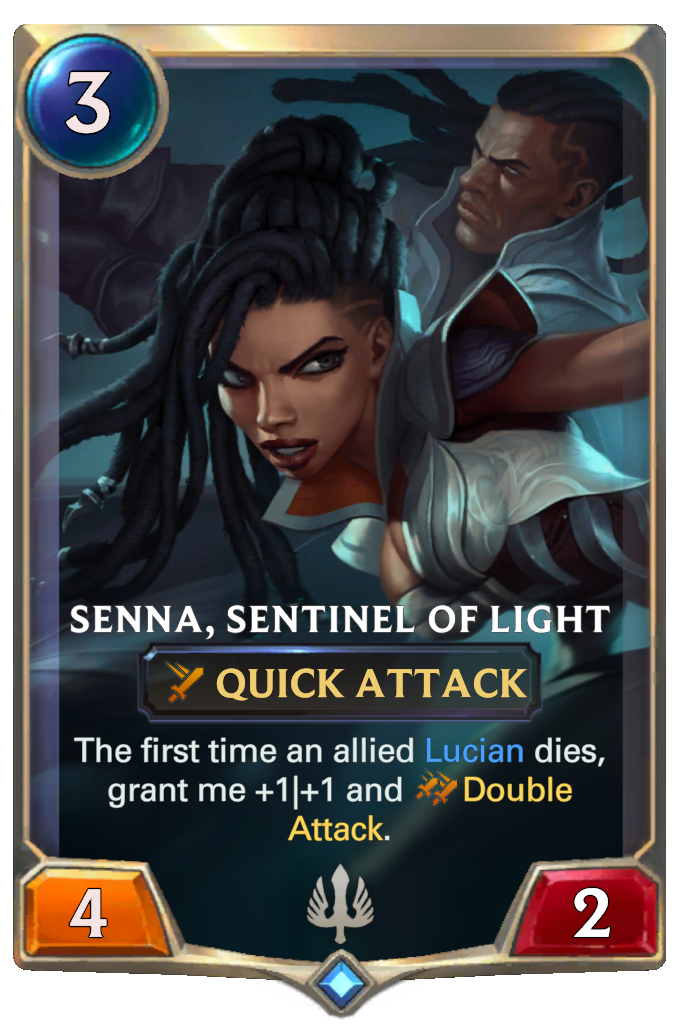 3
SENNA, SENTINEL OF LIGHT
QUICK ATTACK
The first time an allied Lucian dies,
grant me +1|+1 and Double
Attack.
4
2